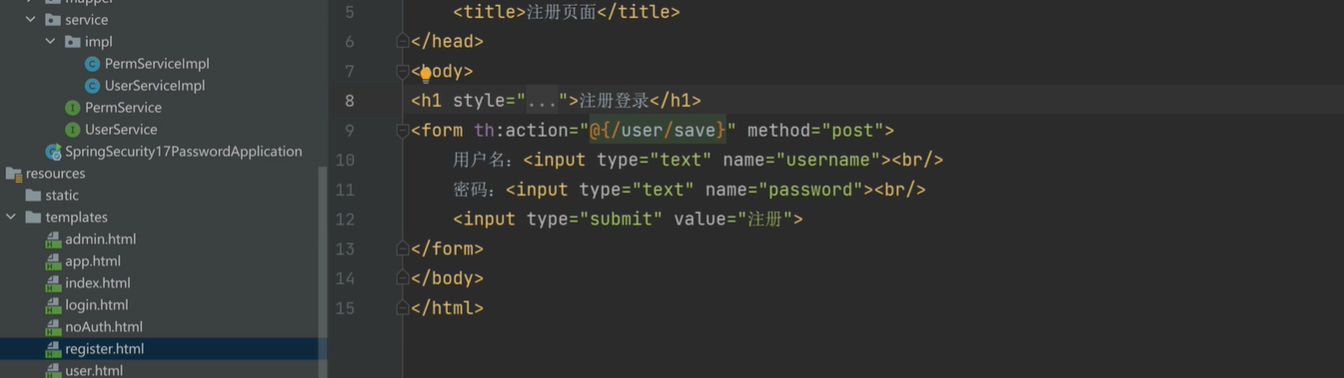 mapper
service
impl
PermServiceImpl
UserServiceImpl
PermService
UserService
SpringSecurity17PasswordApplication
resources
static
templates
admin.html
app.html
index.html
login.html
noAuth.html
register.html
user.html
5 <title>注册页面</title>
6 </head>
7 <body>
8 <h1 style="...">注册登录</h1>
9 <form th:action="@{/user/save}" method="post">
10 用户名：<input type="text" name="username"><br/>
11 密码：<input type="text" name="password"><br/>
12 <input type="submit" value="注册">
13 </form>
14 </body>
15 </html>